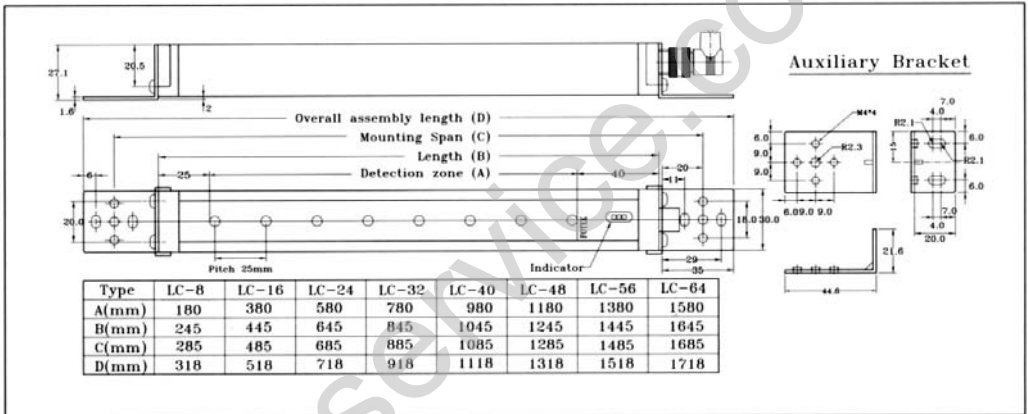 27.1
20.5
1.6
2
Auxiliary Bracket
Overall assembly length (D)
Mounting Span (C)
Length (B)
Detection zone (A)
6
25
40
20
11
20.0
18.0
30.0
29
35
Pitch 25mm
Indicator
FOTEK
M4*4
R2.3
6.0
9.0
9.0
6.0 9.0 9.0
7.0
4.0
R2.1
15
6.0
R2.1
6.0
7.0
4.0
20.0
21.6
44.6
Type LC-8 LC-16 LC-24 LC-32 LC-40 LC-48 LC-56 LC-64
A(mm) 180 380 580 780 980 1180 1380 1580
B(mm) 245 445 645 845 1045 1245 1445 1645
C(mm) 285 485 685 885 1085 1285 1485 1685
D(mm) 318 518 718 918 1118 1318 1518 1718
service.co